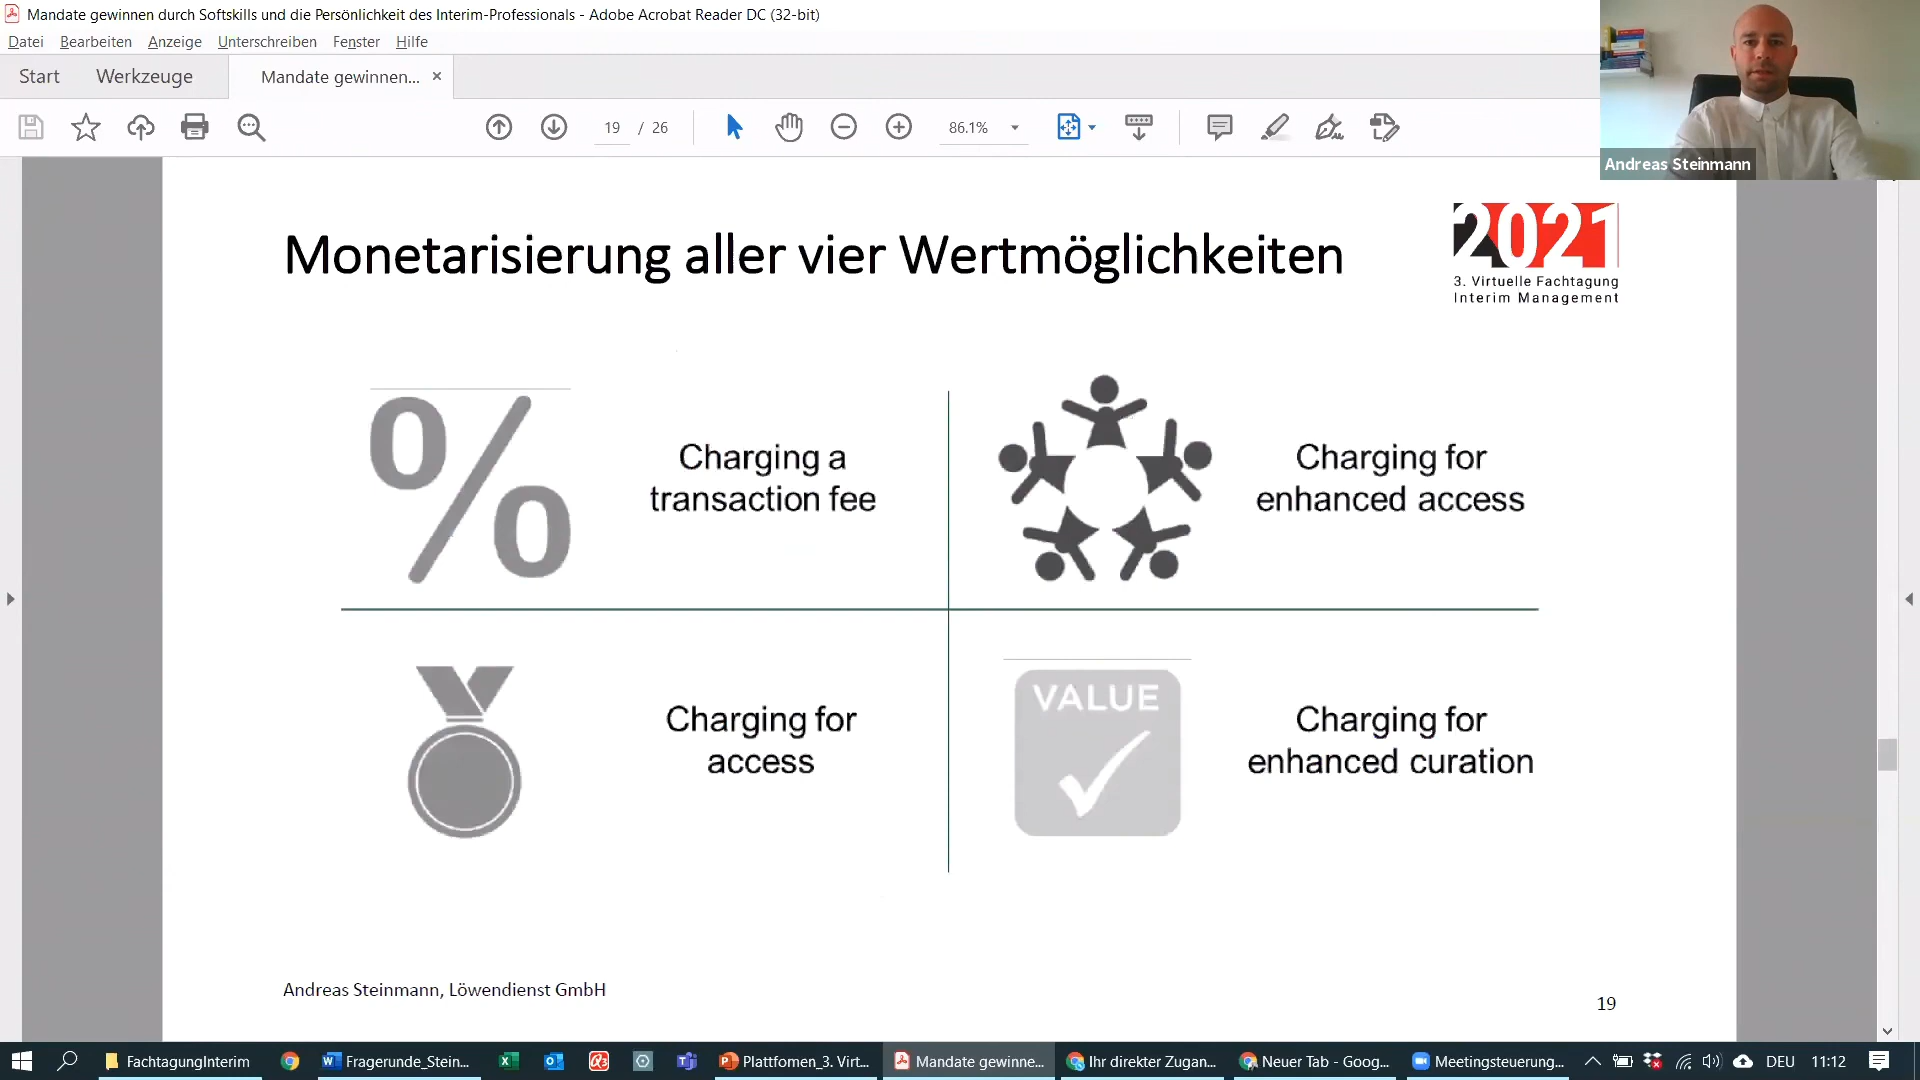 Mandate gewinnen durch Softskills und die Persönlichkeit des Interim-Professionals - Adobe Acrobat Reader DC (32-bit)
Datei Bearbeiten Anzeige Unterschreiben Fenster Hilfe
Start Werkzeuge Mandate gewinnen... ×
19 / 26 86.1%
Andreas Steinmann
Monetarisierung aller vier Wertmöglichkeiten
2021
3. Virtuelle Fachtagung
Interim Management
%
Charging a
transaction fee
Charging for
enhanced access
Charging for
access
VALUE
Charging for
enhanced curation
Andreas Steinmann, Löwendienst GmbH
19
FachtagungInterim Fragerunde_Stein... Plattfomen_3. Virt... Mandate gewinne... Ihr direkter Zugan... Neuer Tab - Goog... Meetingsteuerung... DEU 11:12